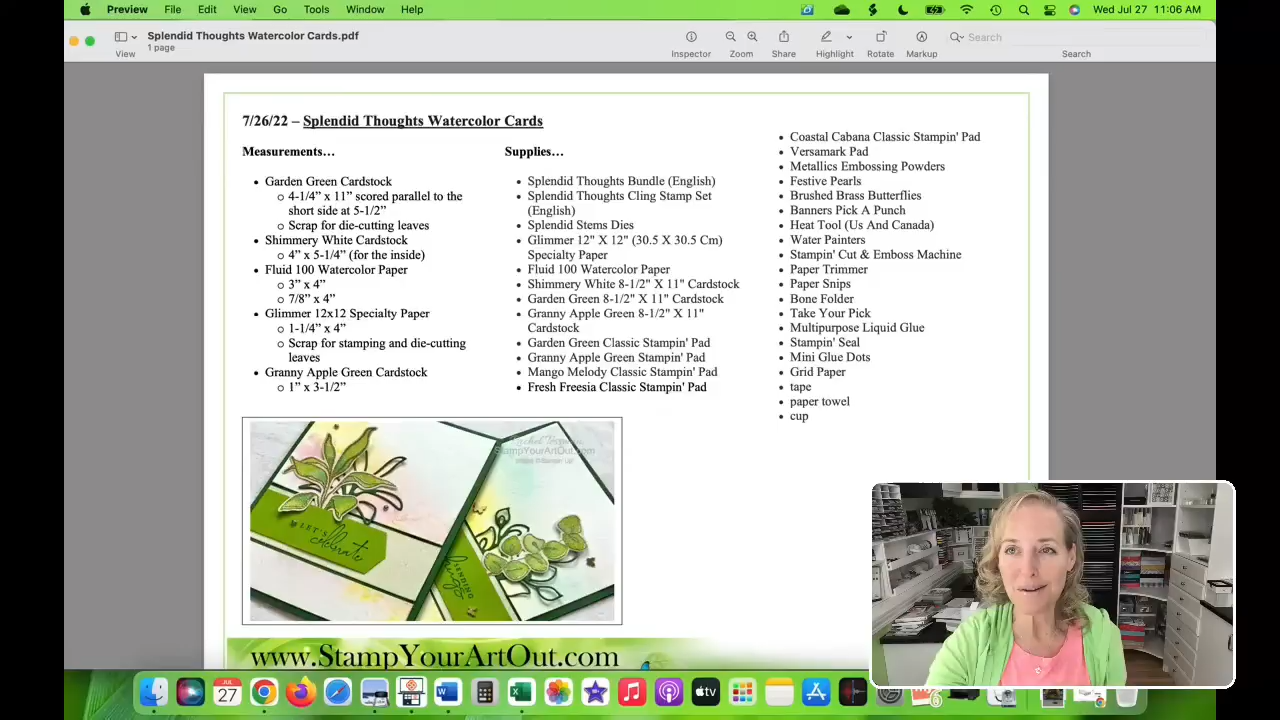 Preview File Edit View Go Tools Window Help
Wed Jul 27 11:06 AM
Splendid Thoughts Watercolor Cards.pdf
1 page
View
Inspector Zoom Share Highlight Rotate Markup
Search
Search
7/26/22 – Splendid Thoughts Watercolor Cards
Measurements…
• Garden Green Cardstock
o 4-1/4” x 11” scored parallel to the
short side at 5-1/2”
o Scrap for die-cutting leaves
• Shimmery White Cardstock
o 4” x 5-1/4” (for the inside)
• Fluid 100 Watercolor Paper
o 3” x 4”
o 7/8” x 4”
• Glimmer 12x12 Specialty Paper
o 1-1/4” x 4”
o Scrap for stamping and die-cutting
leaves
• Granny Apple Green Cardstock
o 1” x 3-1/2”
Supplies…
• Splendid Thoughts Bundle (English)
• Splendid Thoughts Cling Stamp Set
(English)
• Splendid Stems Dies
• Glimmer 12" X 12" (30.5 X 30.5 Cm)
Specialty Paper
• Fluid 100 Watercolor Paper
• Shimmery White 8-1/2" X 11" Cardstock
• Garden Green 8-1/2" X 11" Cardstock
• Granny Apple Green 8-1/2" X 11"
Cardstock
• Garden Green Classic Stampin' Pad
• Granny Apple Green Stampin' Pad
• Mango Melody Classic Stampin' Pad
• Fresh Freesia Classic Stampin' Pad
• Coastal Cabana Classic Stampin' Pad
• Versamark Pad
• Metallics Embossing Powders
• Festive Pearls
• Brushed Brass Butterflies
• Banners Pick A Punch
• Heat Tool (Us And Canada)
• Water Painters
• Stampin' Cut & Emboss Machine
• Paper Trimmer
• Paper Snips
• Bone Folder
• Take Your Pick
• Multipurpose Liquid Glue
• Stampin' Seal
• Mini Glue Dots
• Grid Paper
• tape
• paper towel
• cup
StampYourArtOut.com
LET'S
celebrate
SENDING
hugs
www.StampYourArtOut.com
JUL
27
tv